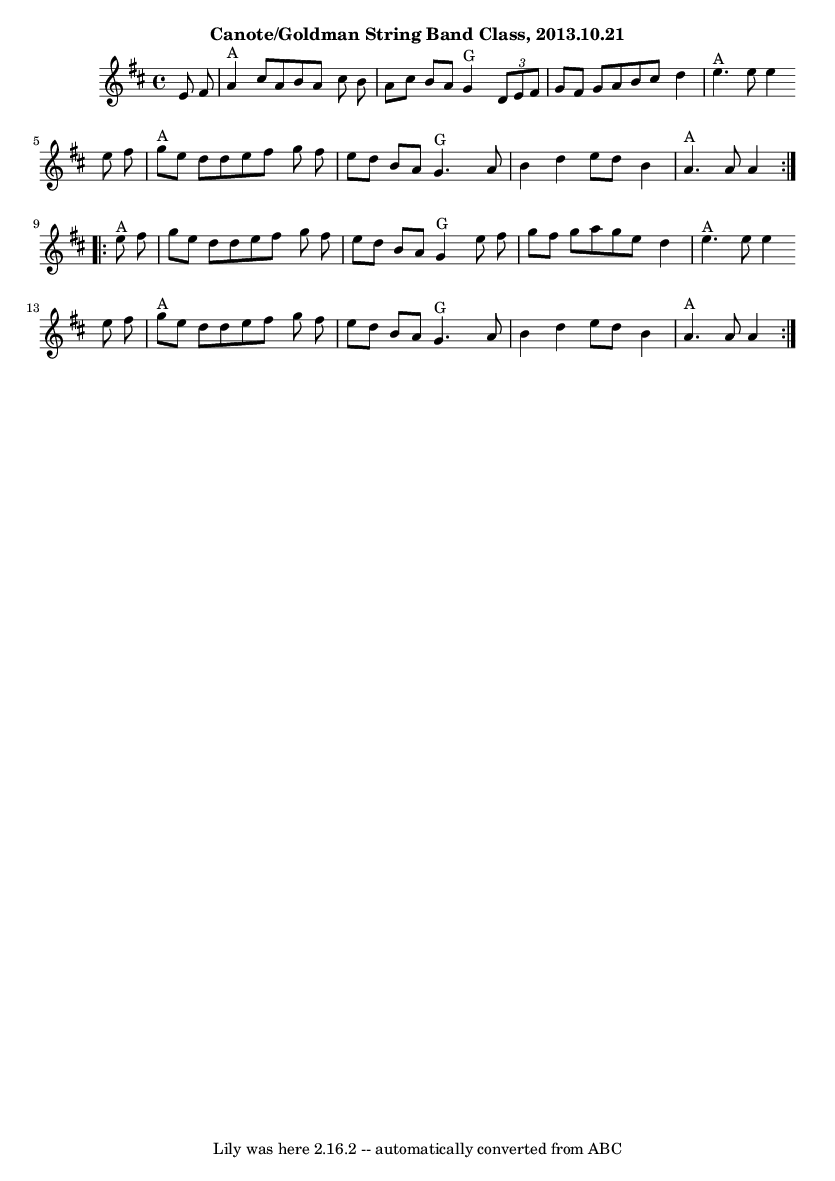 Canote/Goldman String Band Class, 2013.10.21
A G 3 A
5 A G A
9 A G A
13 A G A
Lily was here 2.16.2 -- automatically converted from ABC